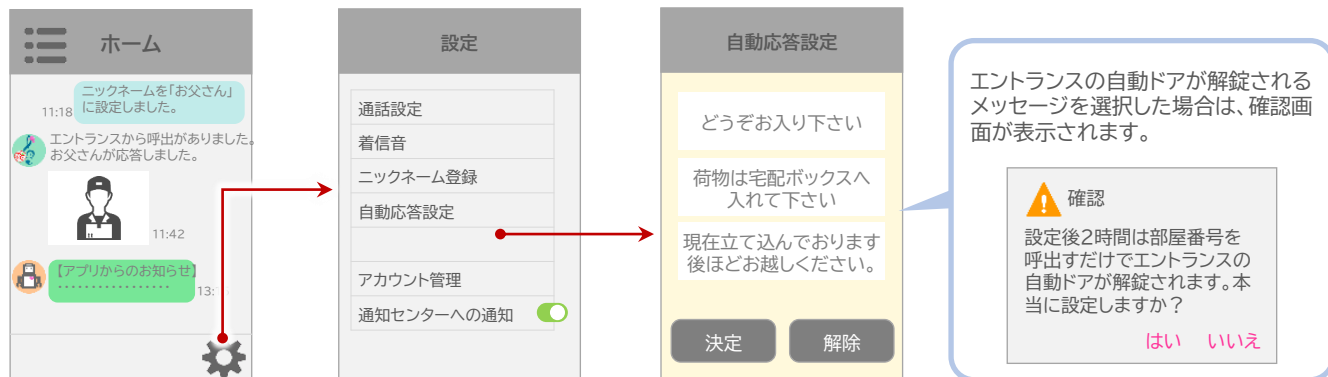 ホーム
ニックネームを「お父さん」
に設定しました。
11:18
エントランスから呼出がありました。
お父さんが応答しました。
11:42
【アプリからのお知らせ】
・・・・・・・・・・・・・・・・・
設定
通話設定
着信音
ニックネーム登録
自動応答設定
アカウント管理
通知センターへの通知
自動応答設定
どうぞお入り下さい
荷物は宅配ボックスへ
入れて下さい
現在立て込んでおります
後ほどお越しください。
決定
解除
エントランスの自動ドアが解錠される
メッセージを選択した場合は、確認画
面が表示されます。
確認
設定後2時間は部屋番号を
呼出すだけでエントランスの
自動ドアが解錠されます。本
当に設定しますか？
はい いいえ